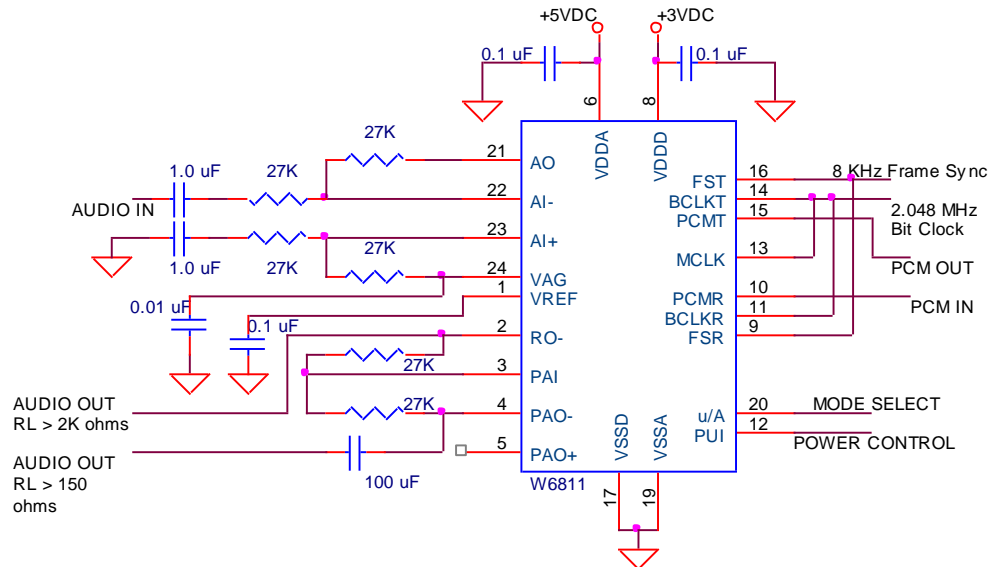 +5VDC
+3VDC
0.1 uF
0.1 uF
6
8
VDDA
VDDD
27K
21
AO
1.0 uF
27K
22
AI-
AUDIO IN
23
AI+
1.0 uF
27K
27K
24
VAG
1
VREF
0.01 uF
0.1 uF
2
RO-
27K
3
PAI
27K
4
PAO-
AUDIO OUT
RL > 2K ohms
5
PAO+
AUDIO OUT
RL > 150
ohms
100 uF
W6811
VSSD
VSSA
17
19
FST
16
8 KHz Frame Sync
BCLKT
14
2.048 MHz
Bit Clock
PCMT
15
PCM OUT
MCLK
13
PCMR
10
PCM IN
BCLKR
11
FSR
9
u/A
20
MODE SELECT
PUI
12
POWER CONTROL